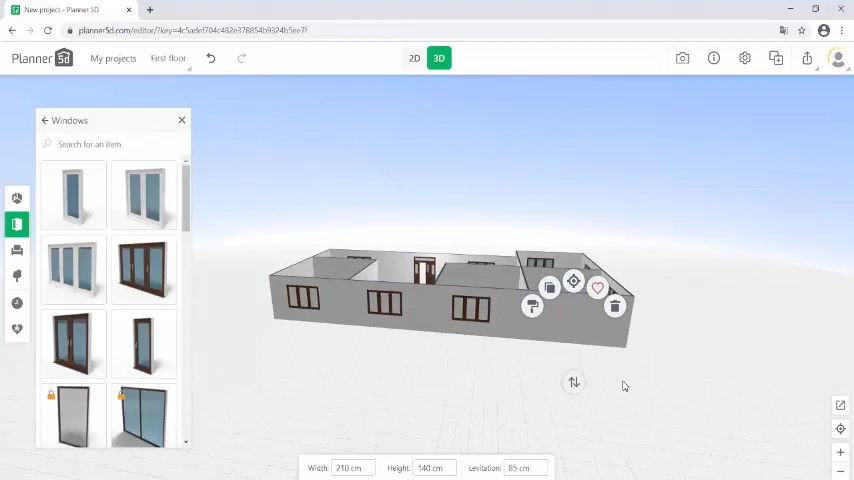 New project - Planner 5D
planner5d.com/editor/?key=4c5adef704c482e378854b9324b5ee7f
Planner 5d My projects First floor 2D 3D
Windows
Search for an item
Width: 210 cm Height: 140 cm Levitation: 85 cm